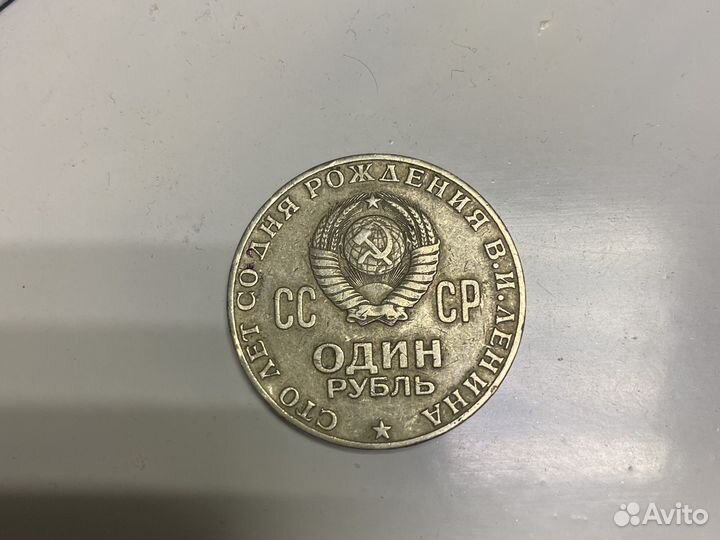 СТО ЛЕТ СО ДНЯ РОЖДЕНИЯ В.И.ЛЕНИНА
СС СР
ОДИН
РУБЛЬ
Avito